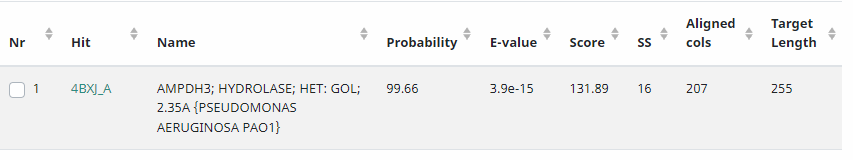 Nr Hit Name Probability E-value Score SS Aligned cols Target Length
1 4BXJ_A AMPDH3; HYDROLASE; HET: GOL; 99.66 3.9e-15 131.89 16 207 255
2.35A {PSEUDOMONAS
AERUGINOSA PAO1}